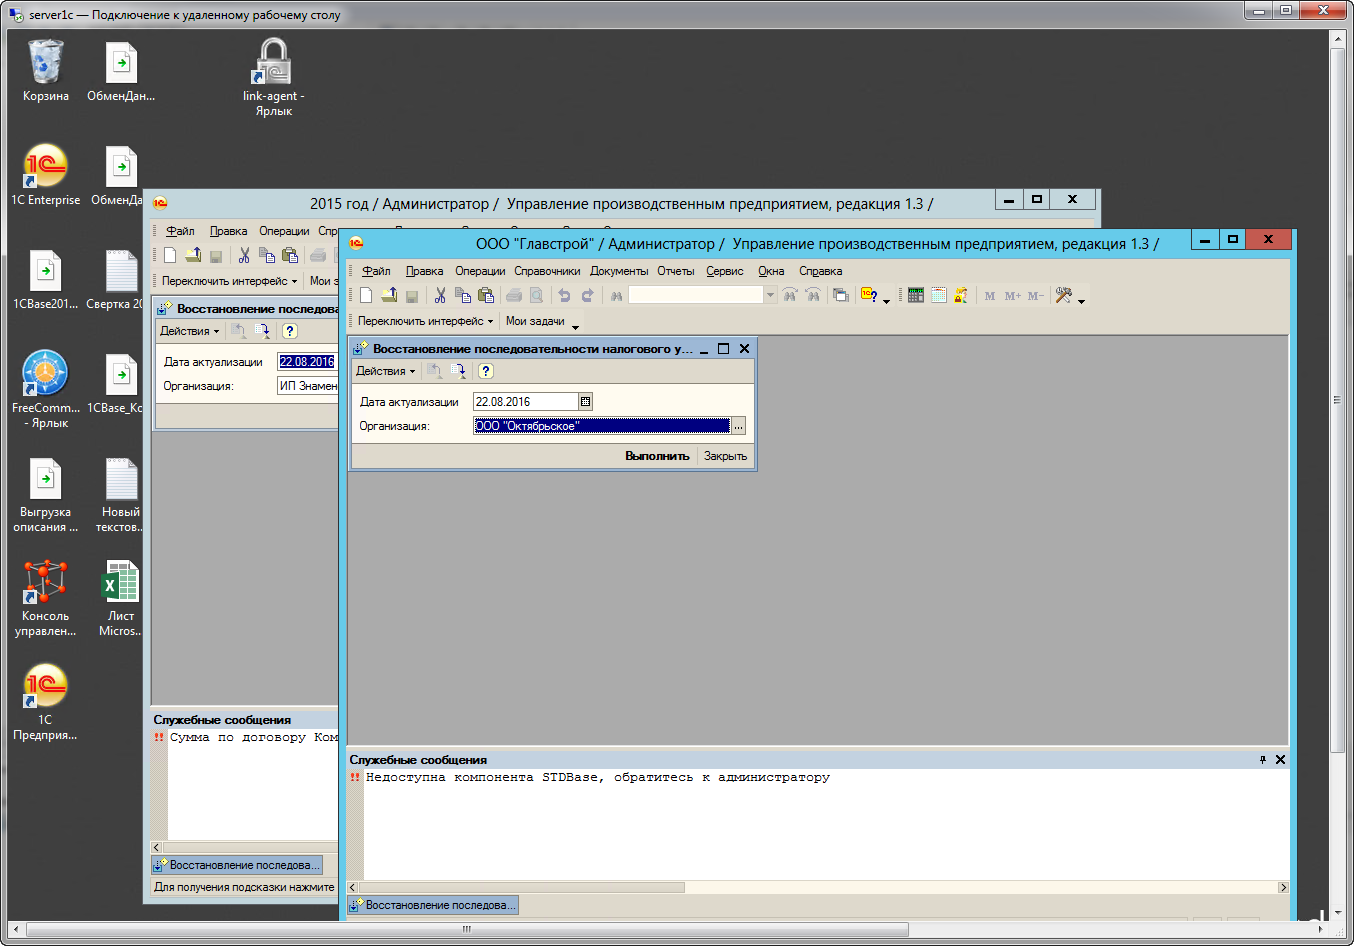 server1c — Подключение к удаленному рабочему столу
Корзина
ОбменДан...
link-agent -
Ярлык
1C Enterprise
ОбменДа
1CBase201...
Свертка 20
FreeComm...
- Ярлык
1CBase_Ko
Выгрузка
описания ...
Новый
текстов...
Консоль
управлен...
Лист
Micros...
1C
Предприя...
2015 год / Администратор / Управление производственным предприятием, редакция 1.3 /
Файл Правка Операции Спр
Переключить интерфейс Мои з
Восстановление последова
Действия
Дата актуализации 22.08.2016
Организация: ИП Знамен
Служебные сообщения
!! Сумма по договору Ком
Восстановление последова...
Для получения подсказки нажмите
ООО "Главстрой" / Администратор / Управление производственным предприятием, редакция 1.3 /
Файл Правка Операции Справочники Документы Отчеты Сервис Окна Справка
M M+ M-
Переключить интерфейс Мои задачи
Восстановление последовательности налогового у...
Действия
Дата актуализации 22.08.2016
Организация: ООО "Октябрьское" ...
Выполнить Закрыть
Служебные сообщения
!! Недоступна компонента STDBase, обратитесь к администратору
Восстановление последова...